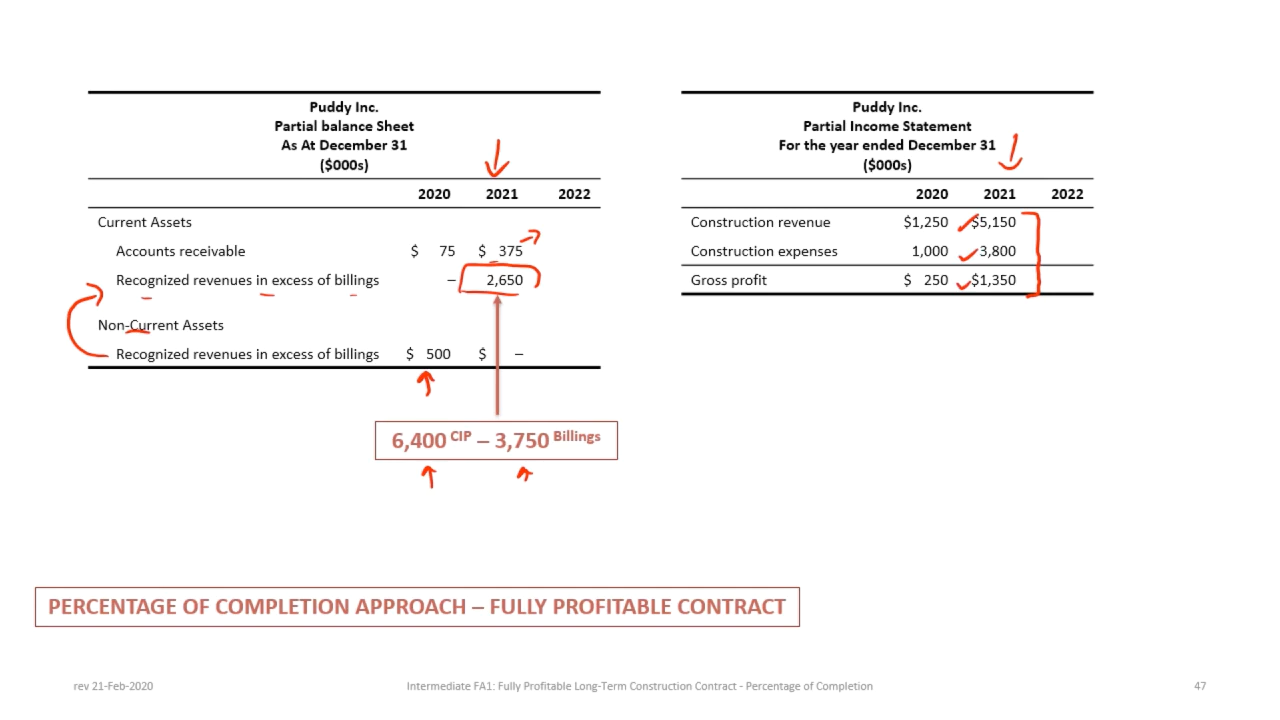 Puddy Inc.
Partial balance Sheet
As At December 31
($000s)
2020 2021 2022
Current Assets
Accounts receivable $ 75 $ 375
Recognized revenues in excess of billings – 2,650
Non-Current Assets
Recognized revenues in excess of billings $ 500 $ –
6,400 CIP – 3,750 Billings
Puddy Inc.
Partial Income Statement
For the year ended December 31
($000s)
2020 2021 2022
Construction revenue $1,250 $5,150
Construction expenses 1,000 3,800
Gross profit $ 250 $1,350
PERCENTAGE OF COMPLETION APPROACH – FULLY PROFITABLE CONTRACT
rev 21-Feb-2020 Intermediate FA1: Fully Profitable Long-Term Construction Contract - Percentage of Completion 47